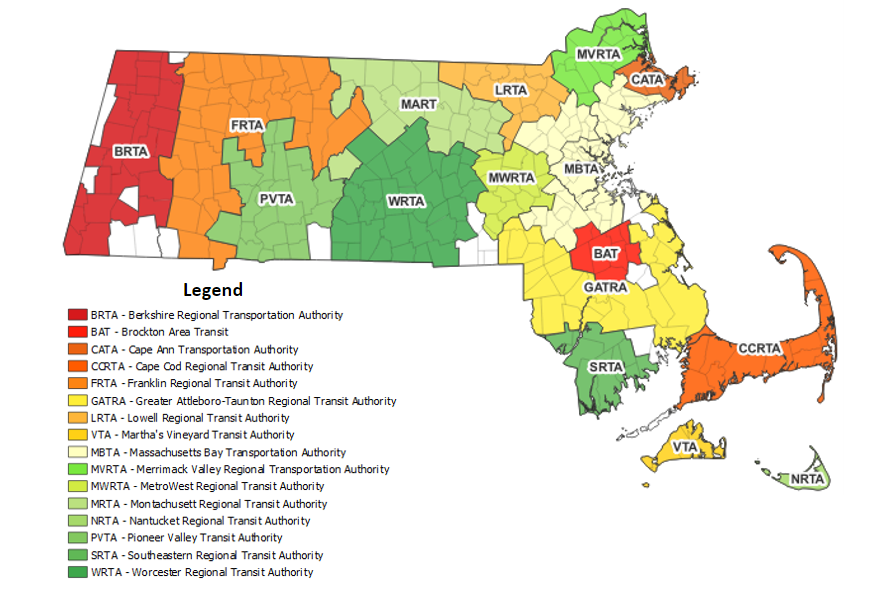 MVRTA
CATA
LRTA
MART
FRTA
BRTA
MBTA
MWRTA
PVTA
WRTA
BAT
GATRA
CCRTA
SRTA
VTA
NRTA
Legend
BRTA - Berkshire Regional Transportation Authority
BAT - Brockton Area Transit
CATA - Cape Ann Transportation Authority
CCRTA - Cape Cod Regional Transit Authority
FRTA - Franklin Regional Transit Authority
GATRA - Greater Attleboro-Taunton Regional Transit Authority
LRTA - Lowell Regional Transit Authority
VTA - Martha's Vineyard Transit Authority
MBTA - Massachusetts Bay Transportation Authority
MVRTA - Merrimack Valley Regional Transportation Authority
MWRTA - MetroWest Regional Transit Authority
MRTA - Montachusett Regional Transit Authority
NRTA - Nantucket Regional Transit Authority
PVTA - Pioneer Valley Transit Authority
SRTA - Southeastern Regional Transit Authority
WRTA - Worcester Regional Transit Authority